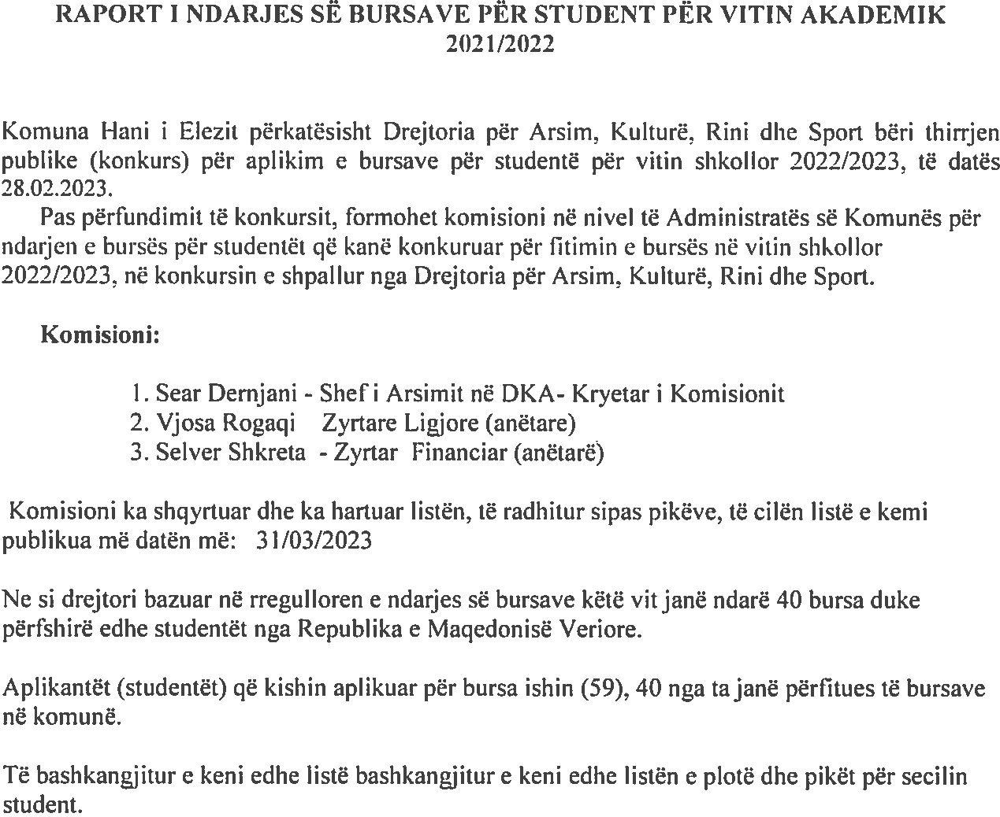 RAPORT I NDARJES SË BURSAVE PËR STUDENT PËR VITIN AKADEMIK
2021/2022
Komuna Hani i Elezit përkatësisht Drejtoria për Arsim, Kulturë, Rini dhe Sport bëri thirrjen
publike (konkurs) për aplikim e bursave për studentë për vitin shkollor 2022/2023, të datës
28.02.2023.
Pas përfundimit të konkursit, formohet komisioni në nivel të Administratës së Komunës për
ndarjen e bursës për studentët që kanë konkuruar për fitimin e bursës në vitin shkollor
2022/2023, në konkursin e shpallur nga Drejtoria për Arsim, Kulturë, Rini dhe Sport.
Komisioni:
1. Sear Dernjani - Shef i Arsimit në DKA- Kryetar i Komisionit
2. Vjosa Rogaqi Zyrtare Ligjore (anëtare)
3. Selver Shkreta - Zyrtar Financiar (anëtarë)
Komisioni ka shqyrtuar dhe ka hartuar listën, të radhitur sipas pikëve, të cilën listë e kemi
publikua më datën më: 31/03/2023
Ne si drejtori bazuar në rregulloren e ndarjes së bursave këtë vit janë ndarë 40 bursa duke
përfshirë edhe studentët nga Republika e Maqedonisë Veriore.
Aplikantët (studentët) që kishin aplikuar për bursa ishin (59), 40 nga ta janë përfitues të bursave
në komunë.
Të bashkangjitur e keni edhe listë bashkangjitur e keni edhe listën e plotë dhe pikët për secilin
student.